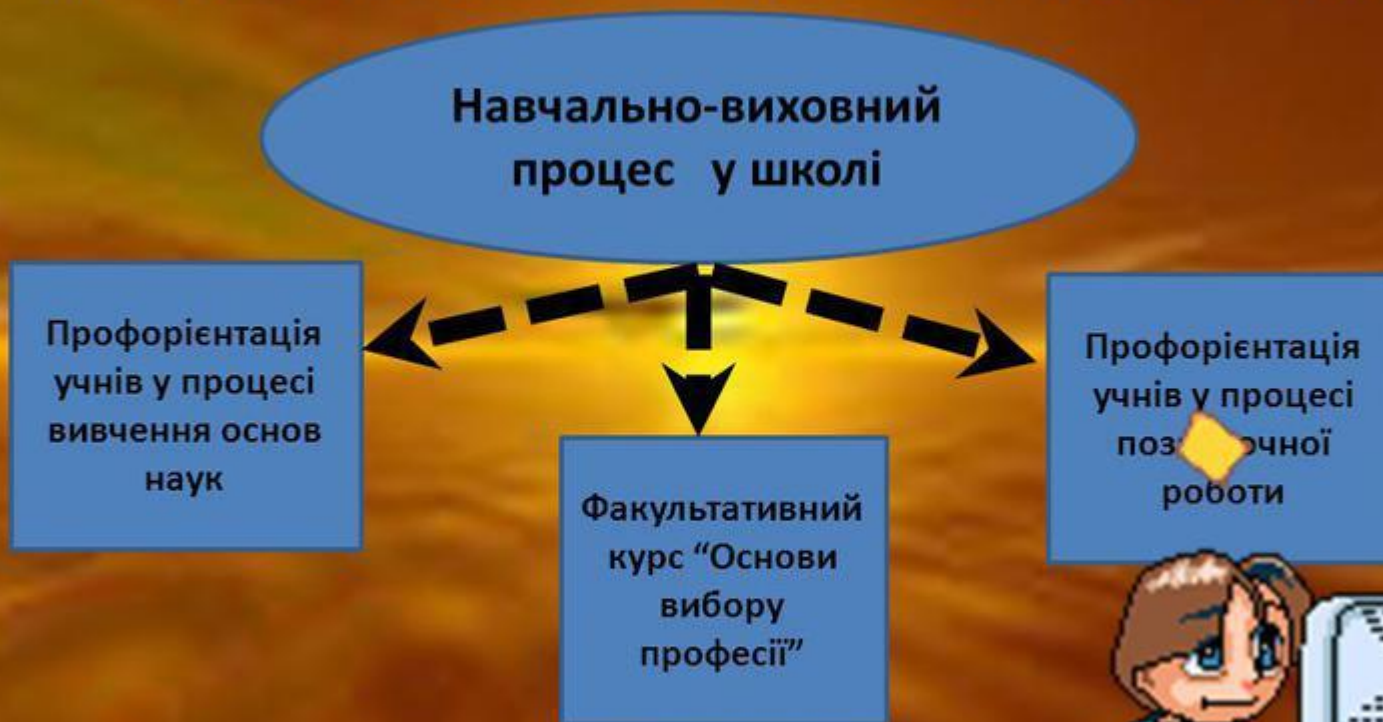 Навчально-виховний
процес у школі
Профорієнтація
учнів у процесі
вивчення основ
наук
Факультативний
курс “Основи
вибору
професії”
Профорієнтація
учнів у процесі
роботи